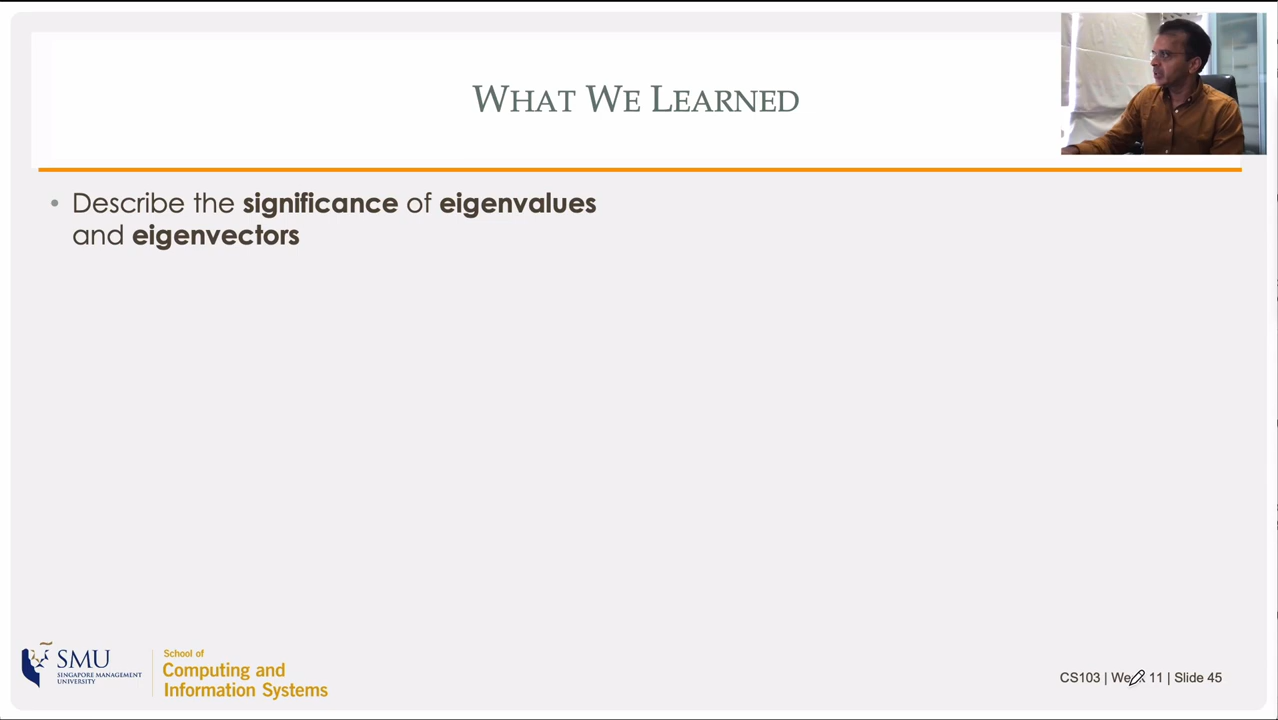 What We Learned
• Describe the significance of eigenvalues
and eigenvectors
SMU
SINGAPORE MANAGEMENT
UNIVERSITY
School of
Computing and
Information Systems
CS103 | We 11 | Slide 45